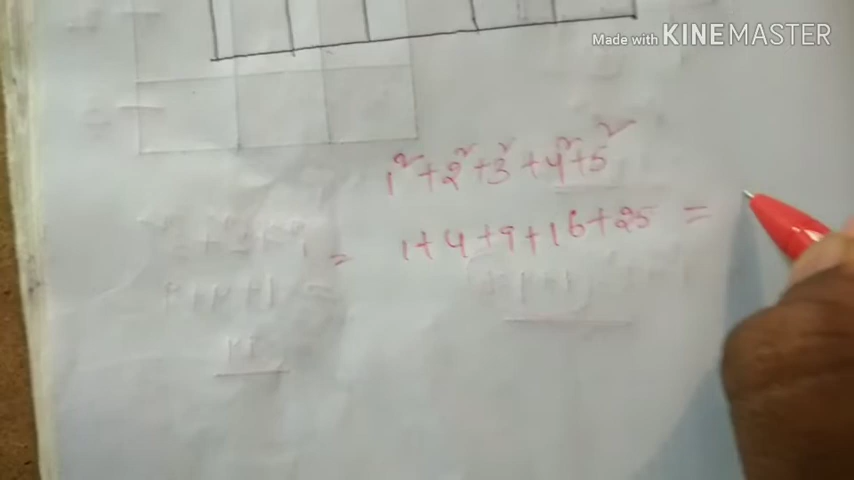 Made with KINEMASTER
1²+2²+3²+4²+5²
= 1+4+9+16+25 =